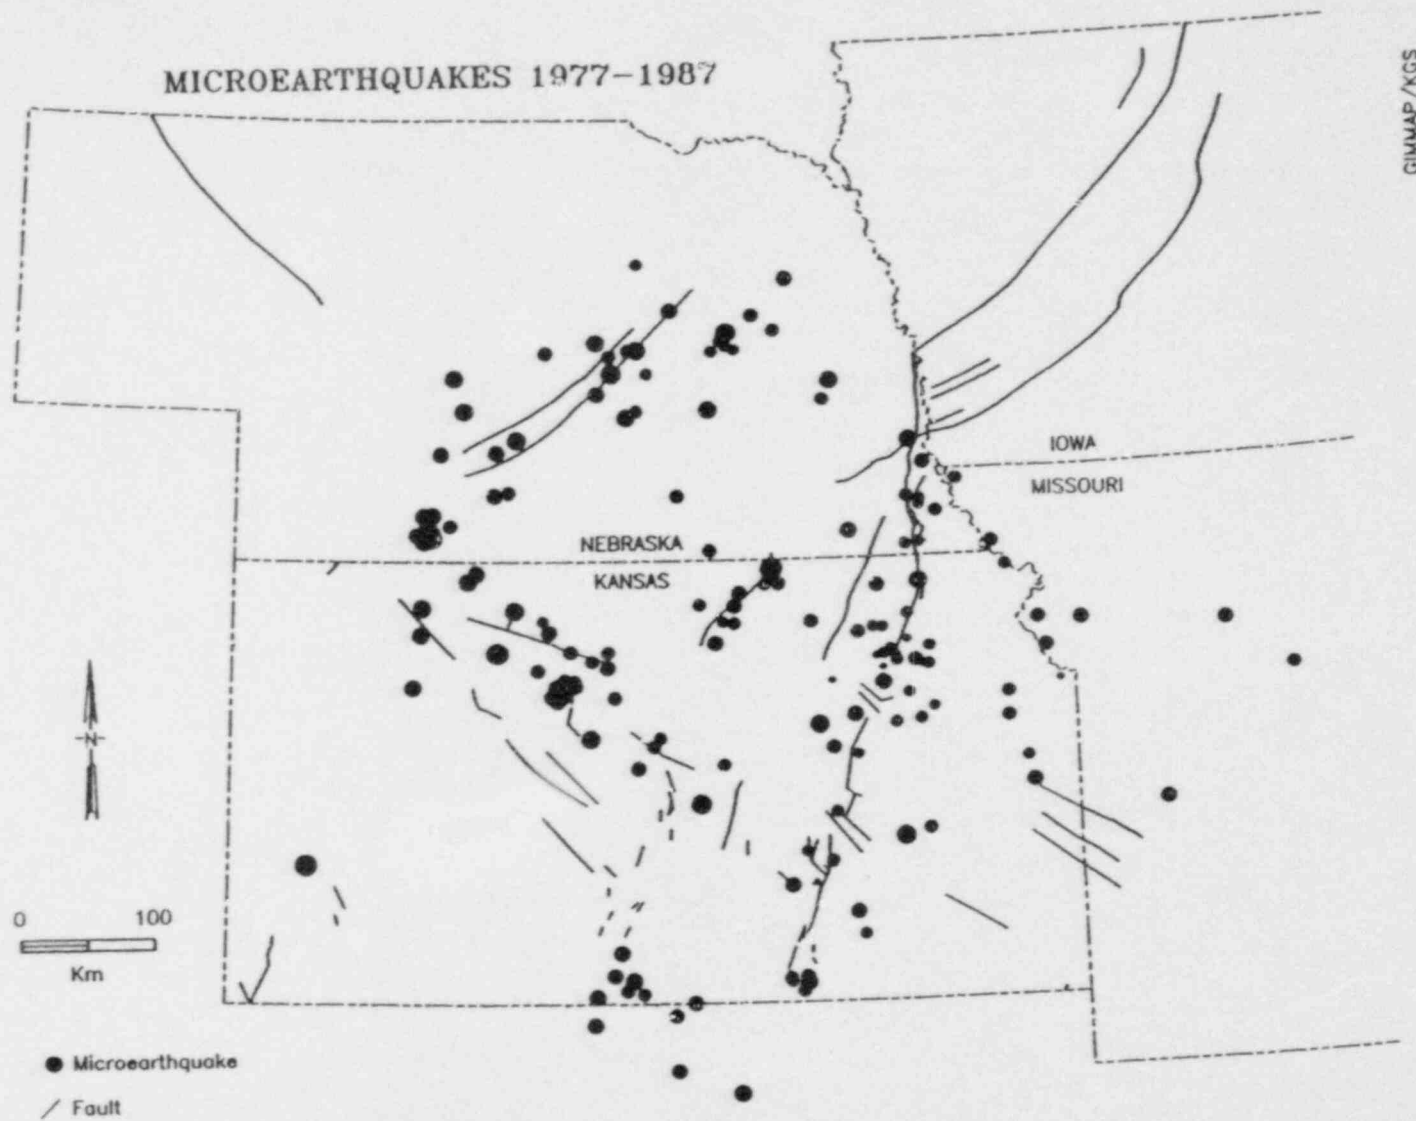 MICROEARTHQUAKES 1977-1987
GIMMAP/KGS
IOWA
MISSOURI
NEBRASKA
KANSAS
N
0 100
Km
Microearthquake
Fault